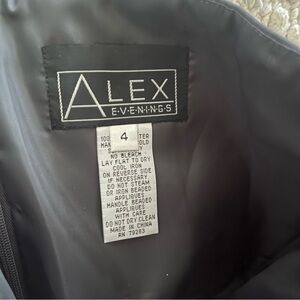 ALEX
EVENINGS
4
NO BLEACH
LAY FLAT TO DRY
COOL IRON
ON REVERSE SIDE
IF NECESSARY
DO NOT STEAM
OR IRON BEADED
APPLIQUES
HANDLE BEADED
APPLIQUES
WITH CARE
DO NOT DRY CLEAN
MADE IN CHINA
RN 79283